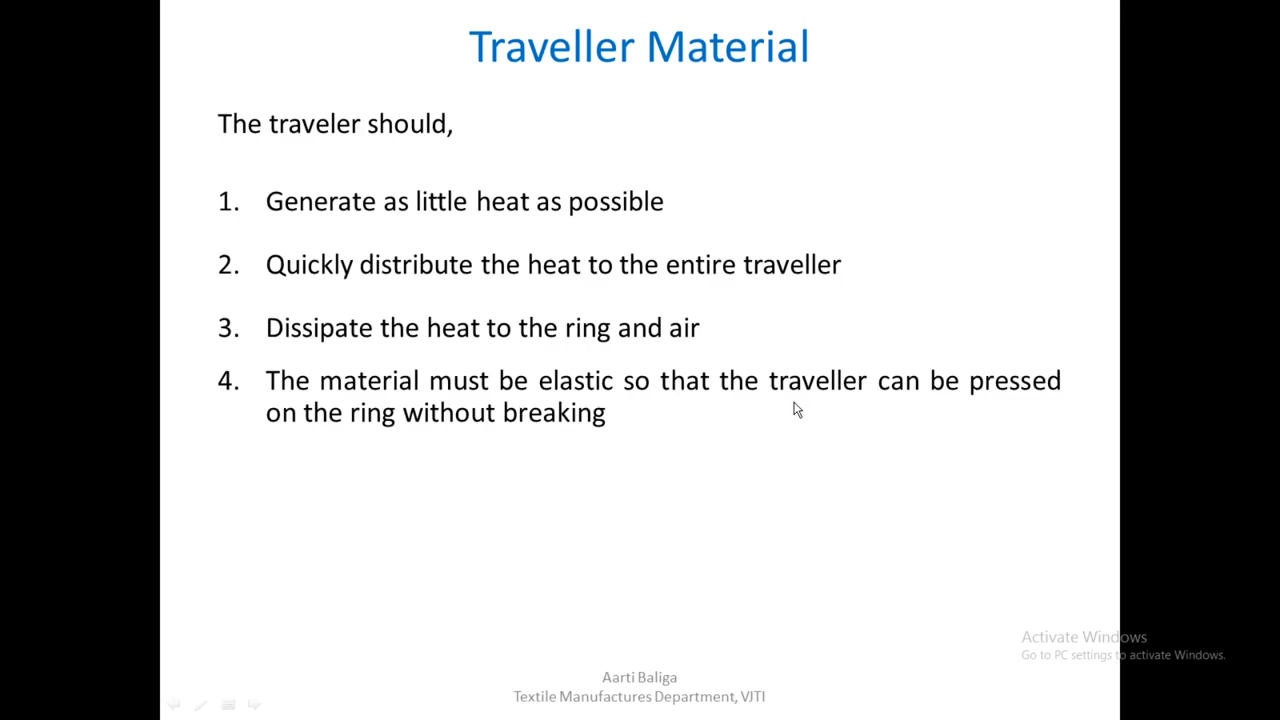 Traveller Material
The traveler should,
1. Generate as little heat as possible
2. Quickly distribute the heat to the entire traveller
3. Dissipate the heat to the ring and air
4. The material must be elastic so that the traveller can be pressed
on the ring without breaking
Activate Windows
Go to PC settings to activate Windows.
Aarti Baliga
Textile Manufactures Department, VJTI